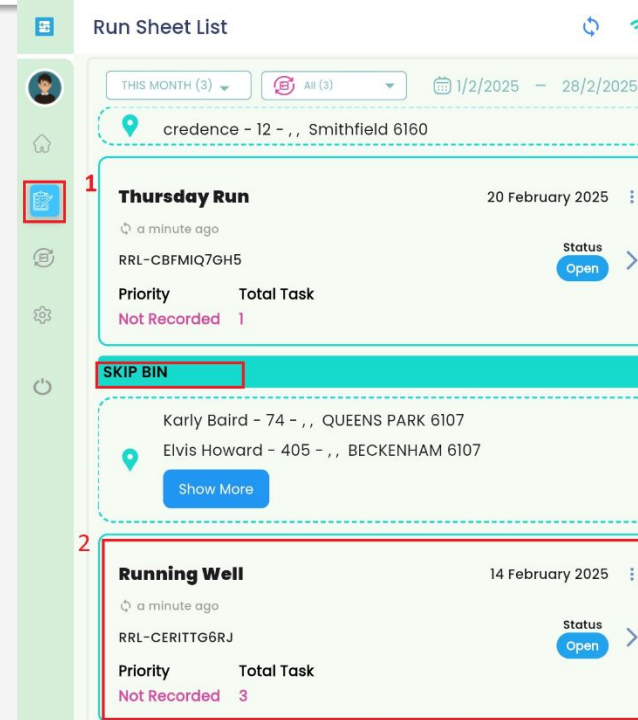 Run Sheet List
THIS MONTH (3) All (3) 1/2/2025 – 28/2/2025
credence - 12 - , , Smithfield 6160
1
Thursday Run 20 February 2025
a minute ago
Status
RRL-CBFMIQ7GH5 Open
Priority Total Task
Not Recorded 1
SKIP BIN
Karly Baird - 74 - , , QUEENS PARK 6107
Elvis Howard - 405 - , , BECKENHAM 6107
Show More
2
Running Well 14 February 2025
a minute ago
Status
RRL-CERITTG6RJ Open
Priority Total Task
Not Recorded 3